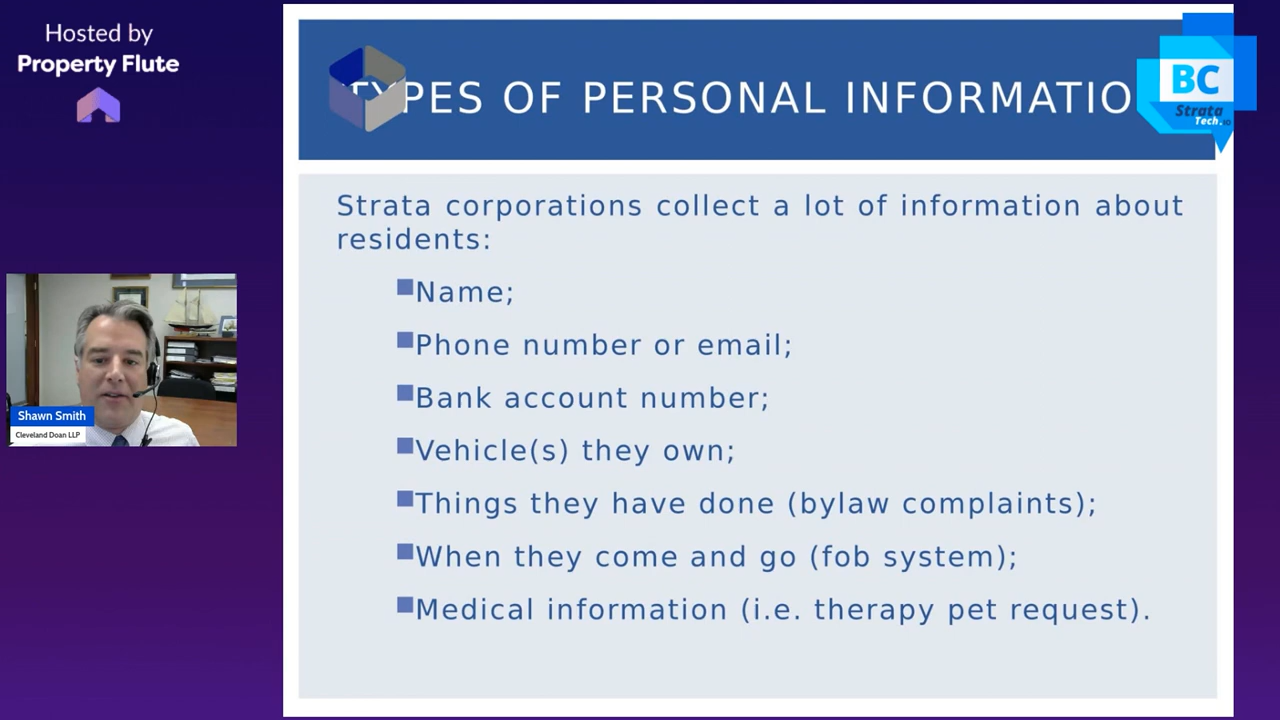 Hosted by
Property Flute
TYPES OF PERSONAL INFORMATIO
BC
Strata
Tech.io
Strata corporations collect a lot of information about
residents:
Name;
Phone number or email;
Bank account number;
Vehicle(s) they own;
Things they have done (bylaw complaints);
When they come and go (fob system);
Medical information (i.e. therapy pet request).
Shawn Smith
Cleveland Doan LLP